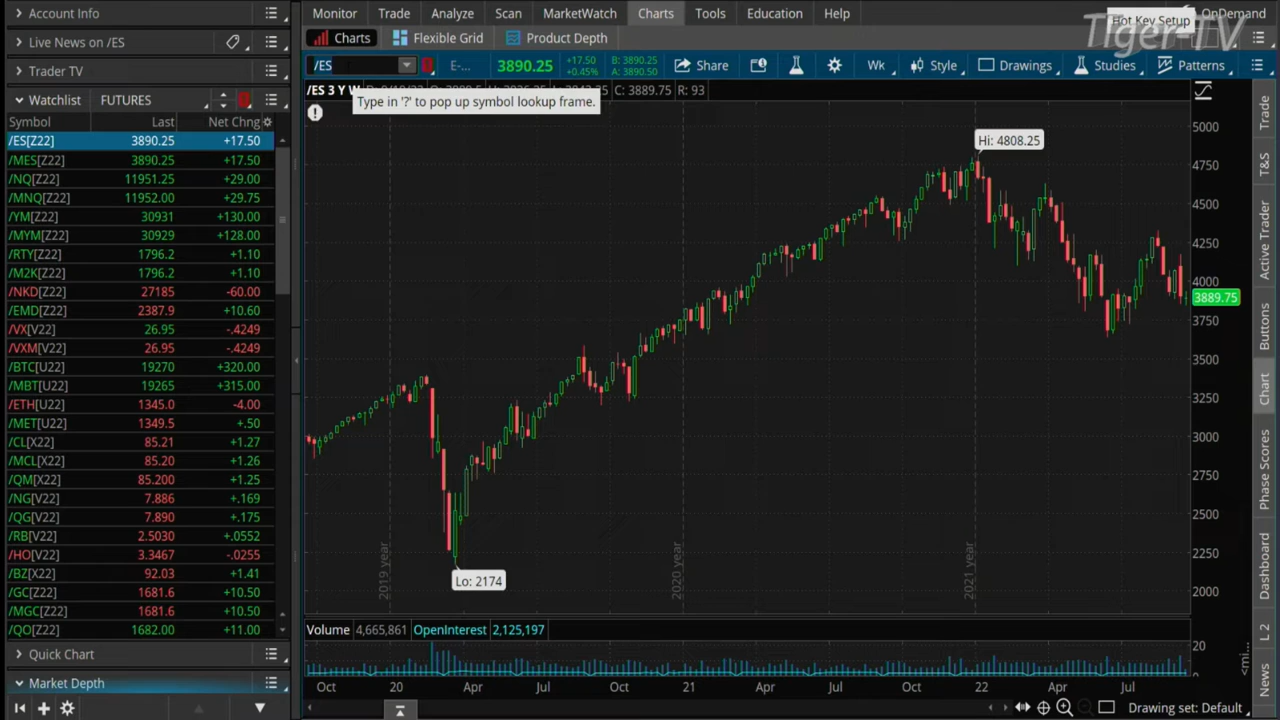 Account Info
Live News on /ES
Trader TV
Watchlist FUTURES
Symbol Last Net Chng
/ES[Z22] 3890.25 +17.50
/MES[Z22] 3890.25 +17.50
/NQ[Z22] 11951.25 +29.00
/MNQ[Z22] 11952.00 +29.75
/YM[Z22] 30931 +130.00
/MYM[Z22] 30929 +128.00
/RTY[Z22] 1796.2 +1.10
/M2K[Z22] 1796.2 +1.10
/NKD[Z22] 27185 -60.00
/EMD[Z22] 2387.9 +10.60
/VX[V22] 26.95 -.4249
/VXM[V22] 26.95 -.4249
/BTC[U22] 19270 +320.00
/MBT[U22] 19265 +315.00
/ETH[U22] 1345.0 -4.00
/MET[U22] 1349.5 +.50
/CL[X22] 85.21 +1.27
/MCL[X22] 85.20 +1.26
/QM[X22] 85.200 +1.25
/NG[V22] 7.886 +.169
/QG[V22] 7.890 +.175
/RB[V22] 2.5030 +.0552
/HO[V22] 3.3467 -.0255
/BZ[X22] 92.03 +1.41
/GC[Z22] 1681.6 +10.50
/MGC[Z22] 1681.6 +10.50
/QO[Z22] 1682.00 +11.00
Quick Chart
Market Depth
Monitor Trade Analyze Scan MarketWatch Charts Tools Education Help
Hot Key Setup OnDemand
Tiger-TV
Charts Flexible Grid Product Depth
/ES E-... 3890.25 +17.50 +0.45% B: 3890.25 A: 3890.50 Share Wk Style Drawings Studies Patterns
/ES 3 Y W C: 3889.75 R: 93
Type in '?' to pop up symbol lookup frame.
Hi: 4808.25
Lo: 2174
5000
4750
4500
4250
4000
3889.75
3750
3500
3250
3000
2750
2500
2250
2000
2019 year
2020 year
2021 year
Volume 4,665,861 OpenInterest 2,125,197
20
10
Oct 20 Apr Jul Oct 21 Apr Jul Oct 22 Apr Jul
Drawing set: Default
Trade
T&S
Active Trader
Buttons
Chart
Phase Scores
Dashboard
L 2
News
<mi...